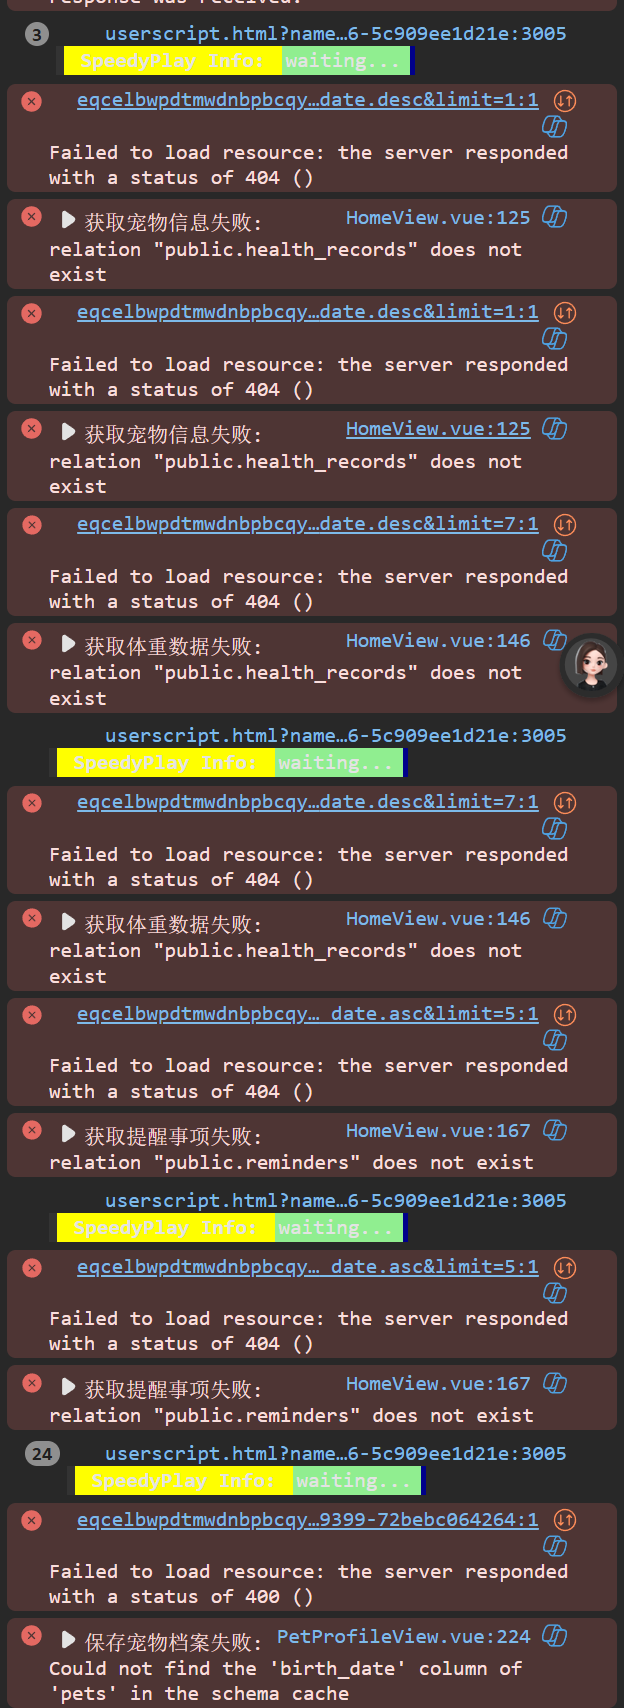 response was received.
3
userscript.html?name…6-5c909ee1d21e:3005
SpeedyPlay Info: waiting...
eqcelbwpdtmwdnbpbcqy…date.desc&limit=1:1
Failed to load resource: the server responded
with a status of 404 ()
获取宠物信息失败: HomeView.vue:125
relation "public.health_records" does not
exist
eqcelbwpdtmwdnbpbcqy…date.desc&limit=1:1
Failed to load resource: the server responded
with a status of 404 ()
获取宠物信息失败: HomeView.vue:125
relation "public.health_records" does not
exist
eqcelbwpdtmwdnbpbcqy…date.desc&limit=7:1
Failed to load resource: the server responded
with a status of 404 ()
获取体重数据失败: HomeView.vue:146
relation "public.health_records" does not
exist
userscript.html?name…6-5c909ee1d21e:3005
SpeedyPlay Info: waiting...
eqcelbwpdtmwdnbpbcqy…date.desc&limit=7:1
Failed to load resource: the server responded
with a status of 404 ()
获取体重数据失败: HomeView.vue:146
relation "public.health_records" does not
exist
eqcelbwpdtmwdnbpbcqy…_date.asc&limit=5:1
Failed to load resource: the server responded
with a status of 404 ()
获取提醒事项失败: HomeView.vue:167
relation "public.reminders" does not exist
userscript.html?name…6-5c909ee1d21e:3005
SpeedyPlay Info: waiting...
eqcelbwpdtmwdnbpbcqy…_date.asc&limit=5:1
Failed to load resource: the server responded
with a status of 404 ()
获取提醒事项失败: HomeView.vue:167
relation "public.reminders" does not exist
24
userscript.html?name…6-5c909ee1d21e:3005
SpeedyPlay Info: waiting...
eqcelbwpdtmwdnbpbcqy…9399-72bebc064264:1
Failed to load resource: the server responded
with a status of 400 ()
保存宠物档案失败: PetProfileView.vue:224
Could not find the 'birth_date' column of
'pets' in the schema cache